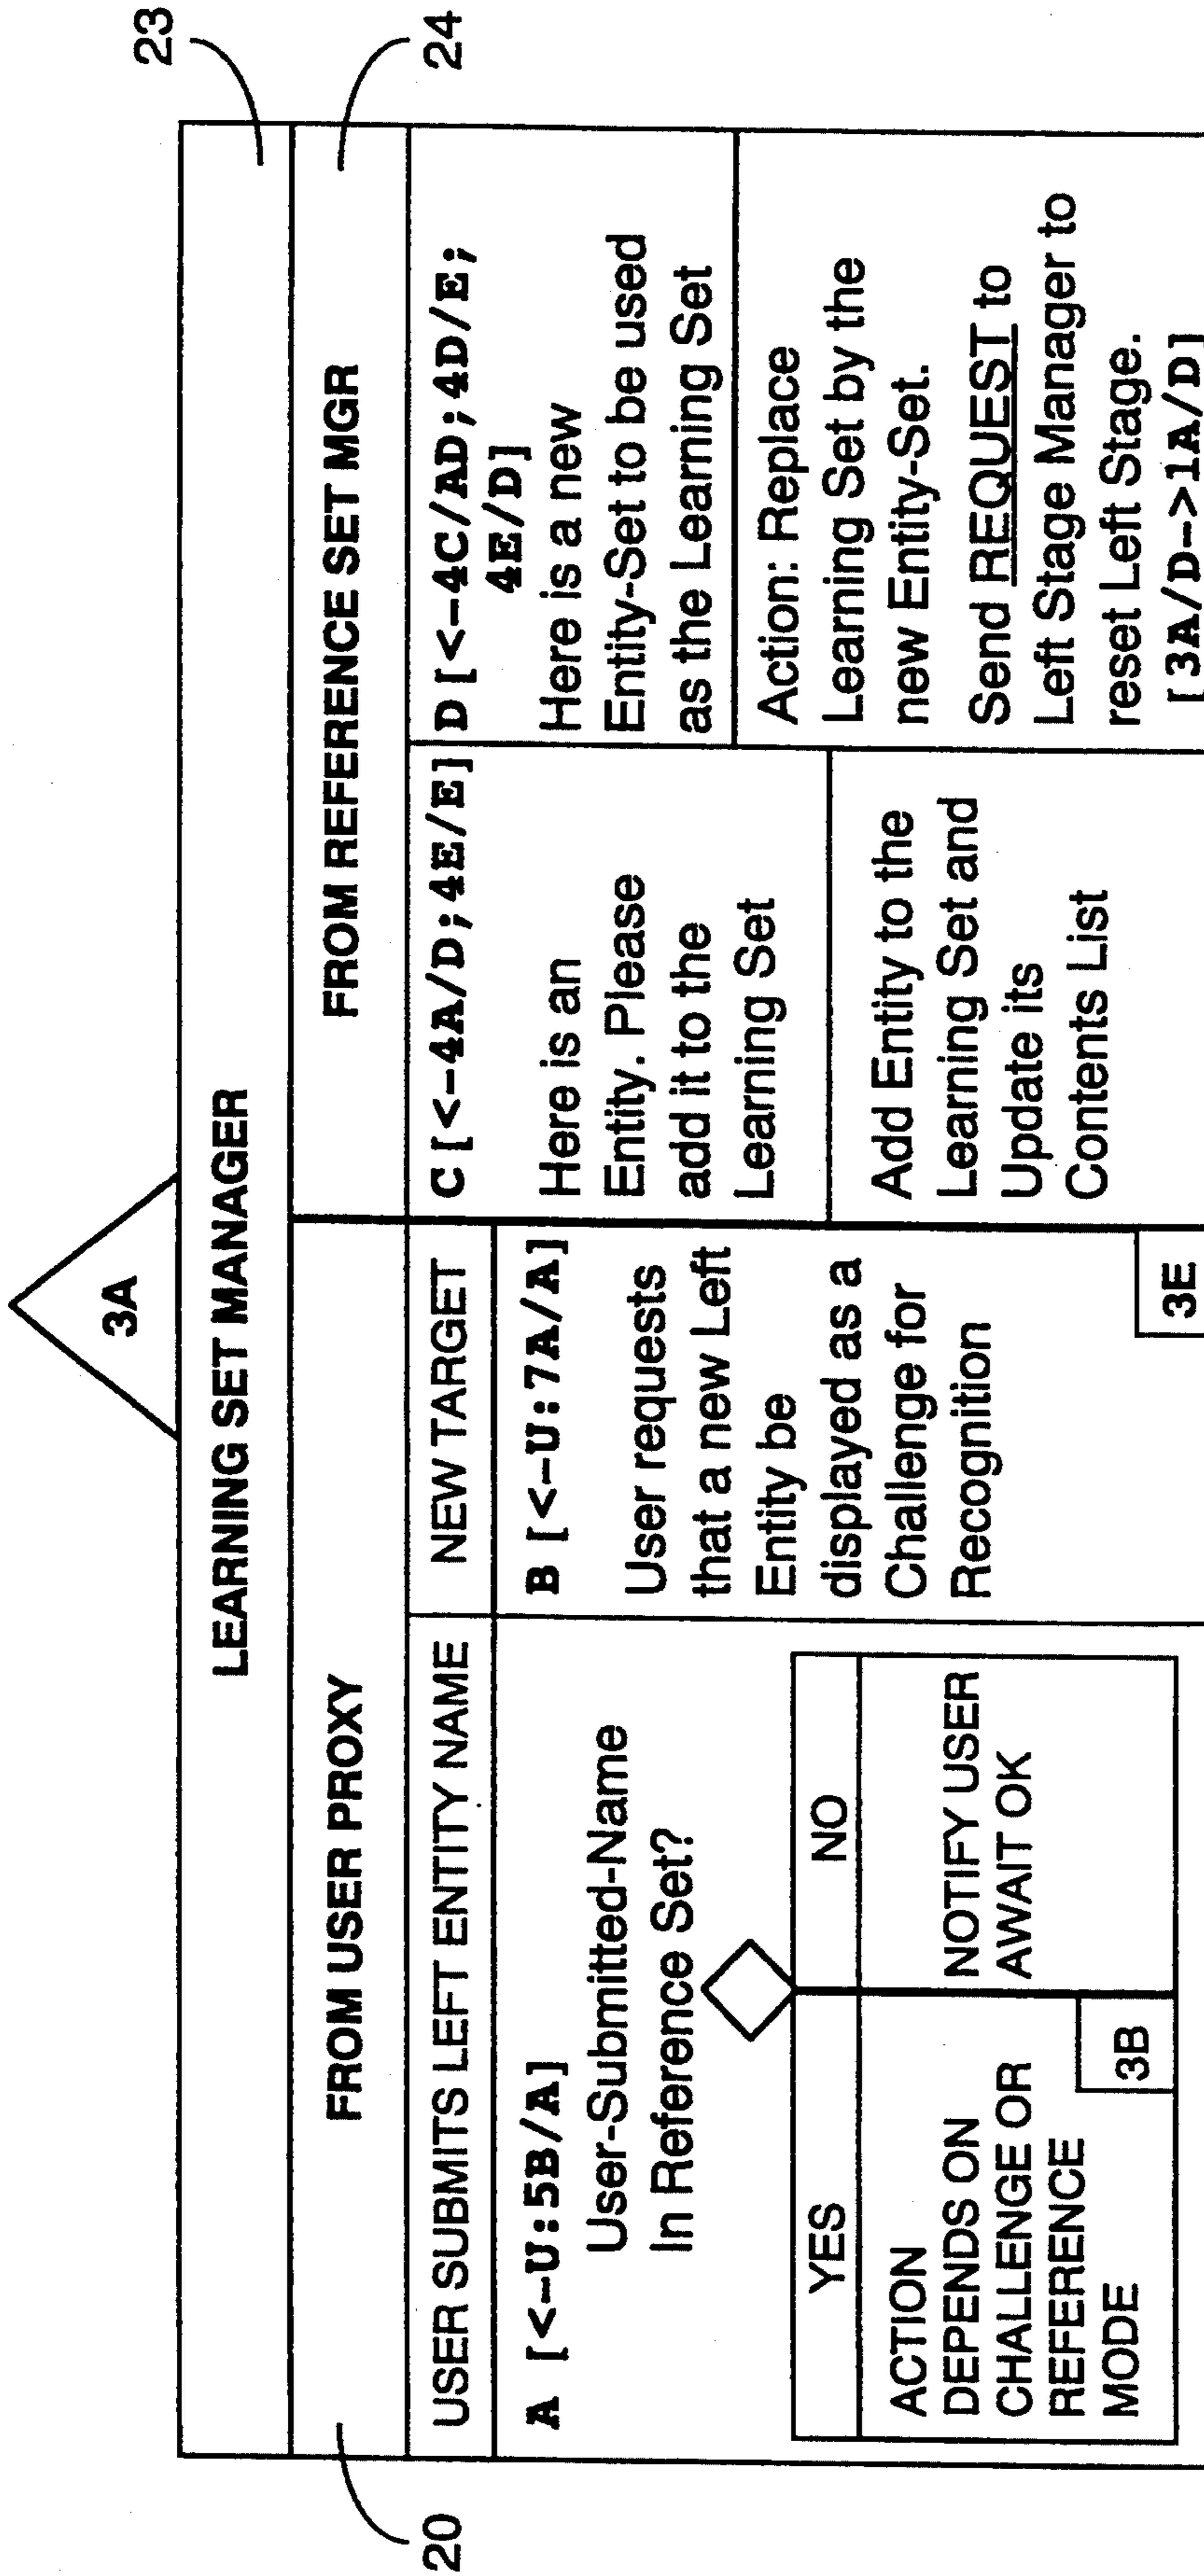 3A
23
LEARNING SET MANAGER
24
20
FROM USER PROXY
FROM REFERENCE SET MGR
USER SUBMITS LEFT ENTITY NAME
NEW TARGET
A [<-U:5B/A]
User-Submitted-Name
In Reference Set?
YES
NO
ACTION
DEPENDS ON
CHALLENGE OR
REFERENCE
MODE
3B
NOTIFY USER
AWAIT OK
B [<-U:7A/A]
User requests
that a new Left
Entity be
displayed as a
Challenge for
Recognition
3E
C[<-4A/D;4E/E]
Here is an
Entity. Please
add it to the
Learning Set
Add Entity to the
Learning Set and
Update its
Contents List
D[<-4C/AD;4D/E;
4E/D]
Here is a new
Entity-Set to be used
as the Learning Set
Action: Replace
Learning Set by the
new Entity-Set.
Send REQUEST to
Left Stage Manager to
reset Left Stage.
[3A/D->1A/D]